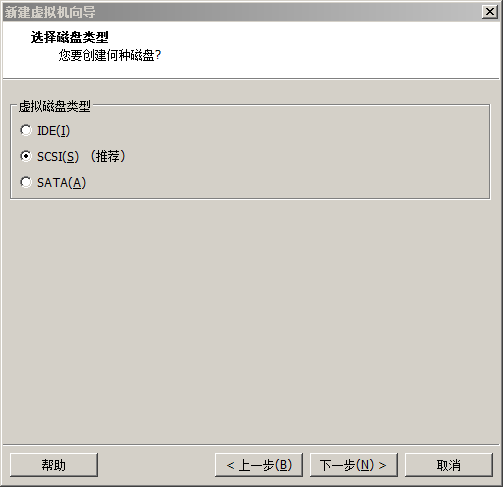 新建虚拟机向导
选择磁盘类型
您要创建何种磁盘?
虚拟磁盘类型
IDE(I)
SCSI(S) （推荐）
SATA(A)
帮助
< 上一步(B)
下一步(N) >
取消